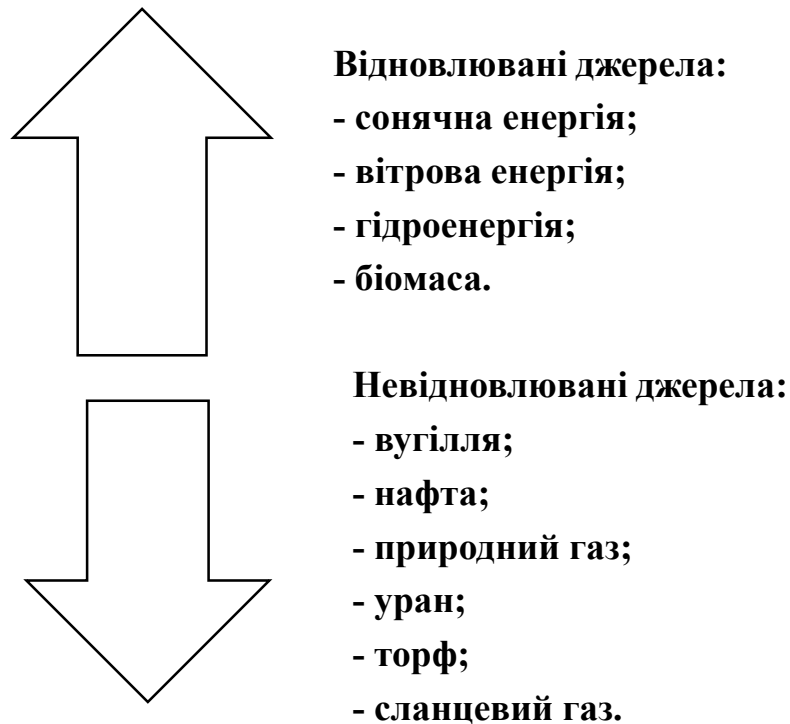 Відновлювані джерела:
- сонячна енергія;
- вітрова енергія;
- гідроенергія;
- біомаса.
Невідновлювані джерела:
- вугілля;
- нафта;
- природний газ;
- уран;
- торф;
- сланцевий газ.